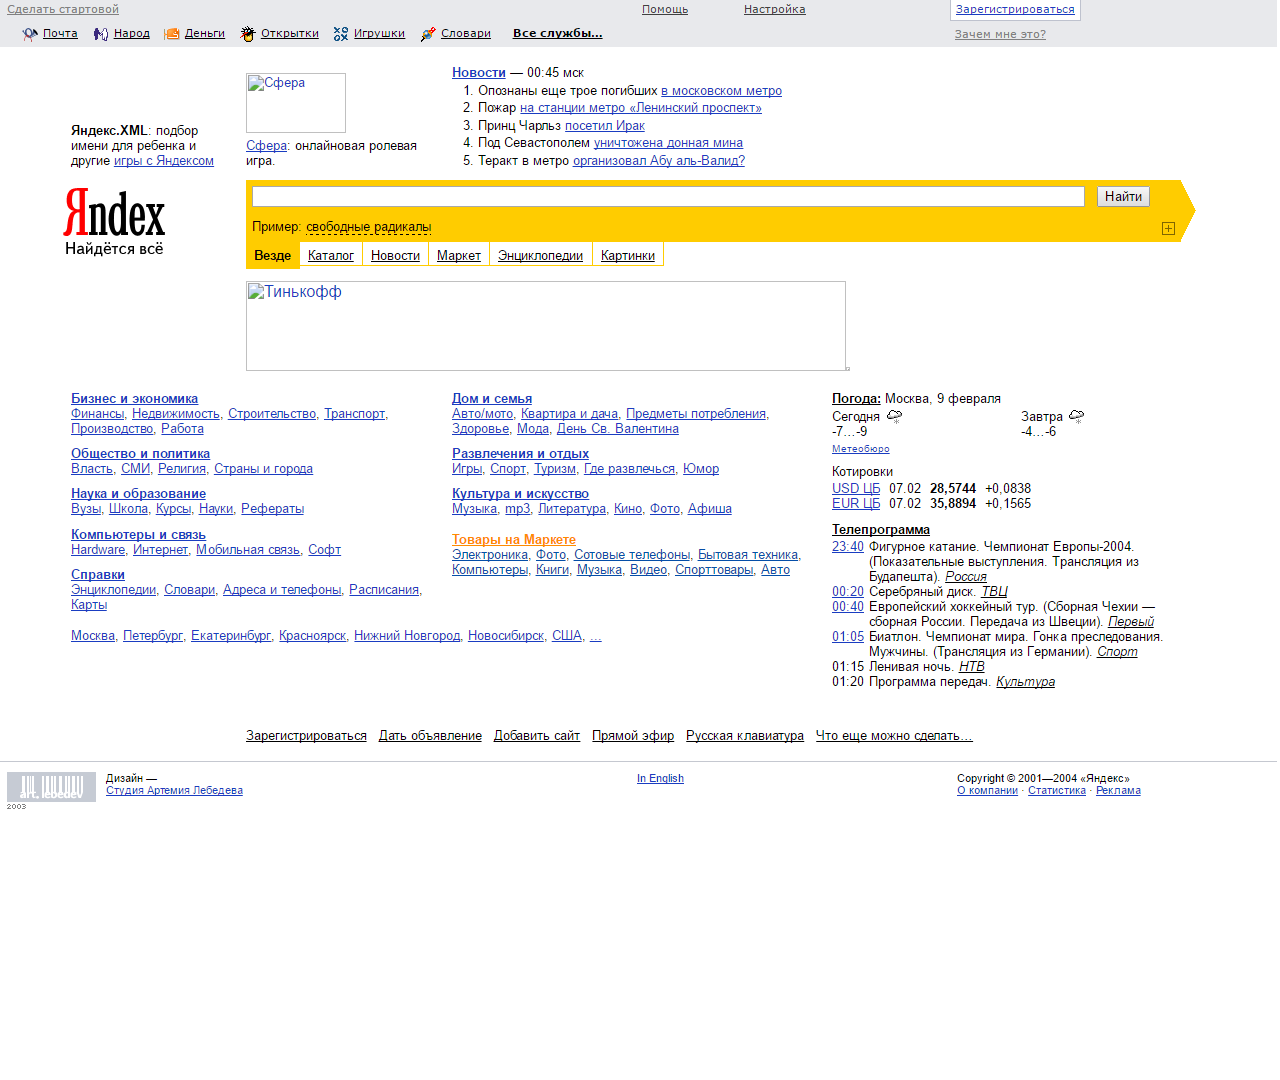 Сделать стартовой
Помощь
Настройка
Зарегистрироваться
Почта
Народ
Деньги
Открытки
Игрушки
Словари
Все службы...
Зачем мне это?
Яндекс.XML: подбор
имени для ребенка и
другие игры с Яндексом
Сфера
Сфера: онлайновая ролевая
игра.
Новости — 00:45 мск
1. Опознаны еще трое погибших в московском метро
2. Пожар на станции метро «Ленинский проспект»
3. Принц Чарльз посетил Ирак
4. Под Севастополем уничтожена донная мина
5. Теракт в метро организовал Абу аль-Валид?
Яndex
Найдётся всё
Найти
Пример: свободные радикалы
Везде
Каталог
Новости
Маркет
Энциклопедии
Картинки
Тинькофф
Бизнес и экономика
Финансы, Недвижимость, Строительство, Транспорт,
Производство, Работа
Общество и политика
Власть, СМИ, Религия, Страны и города
Наука и образование
Вузы, Школа, Курсы, Науки, Рефераты
Компьютеры и связь
Hardware, Интернет, Мобильная связь, Софт
Справки
Энциклопедии, Словари, Адреса и телефоны, Расписания,
Карты
Москва, Петербург, Екатеринбург, Красноярск, Нижний Новгород, Новосибирск, США, ...
Дом и семья
Авто/мото, Квартира и дача, Предметы потребления,
Здоровье, Мода, День Св. Валентина
Развлечения и отдых
Игры, Спорт, Туризм, Где развлечься, Юмор
Культура и искусство
Музыка, mp3, Литература, Кино, Фото, Афиша
Товары на Маркете
Электроника, Фото, Сотовые телефоны, Бытовая техника,
Компьютеры, Книги, Музыка, Видео, Спорттовары, Авто
Погода: Москва, 9 февраля
Сегодня
-7...-9
Завтра
-4...-6
Метеобюро
Котировки
USD ЦБ 07.02 28,5744 +0,0838
EUR ЦБ 07.02 35,8894 +0,1565
Телепрограмма
23:40 Фигурное катание. Чемпионат Европы-2004.
(Показательные выступления. Трансляция из
Будапешта). Россия
00:20 Серебряный диск. ТВЦ
00:40 Европейский хоккейный тур. (Сборная Чехии —
сборная России. Передача из Швеции). Первый
01:05 Биатлон. Чемпионат мира. Гонка преследования.
Мужчины. (Трансляция из Германии). Спорт
01:15 Ленивая ночь. НТВ
01:20 Программа передач. Культура
Зарегистрироваться
Дать объявление
Добавить сайт
Прямой эфир
Русская клавиатура
Что еще можно сделать...
art. lebedev
2003
Дизайн —
Студия Артемия Лебедева
In English
Copyright © 2001—2004 «Яндекс»
О компании · Статистика · Реклама